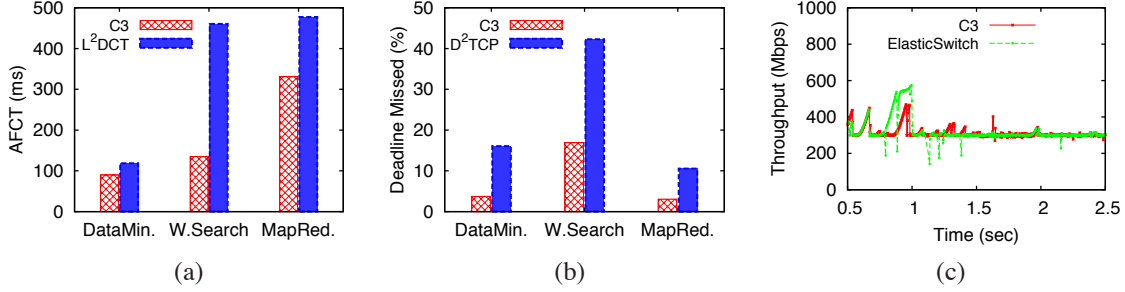 AFCT (ms)
500
400
300
200
100
0
C3
L²DCT
DataMin. W.Search MapRed.
(a)
Deadline Missed (%)
50
40
30
20
10
0
C3
D²TCP
DataMin. W.Search MapRed.
(b)
Throughput (Mbps)
1000
800
600
400
200
0
C3
ElasticSwitch
0.5 1 1.5 2 2.5
Time (sec)
(c)